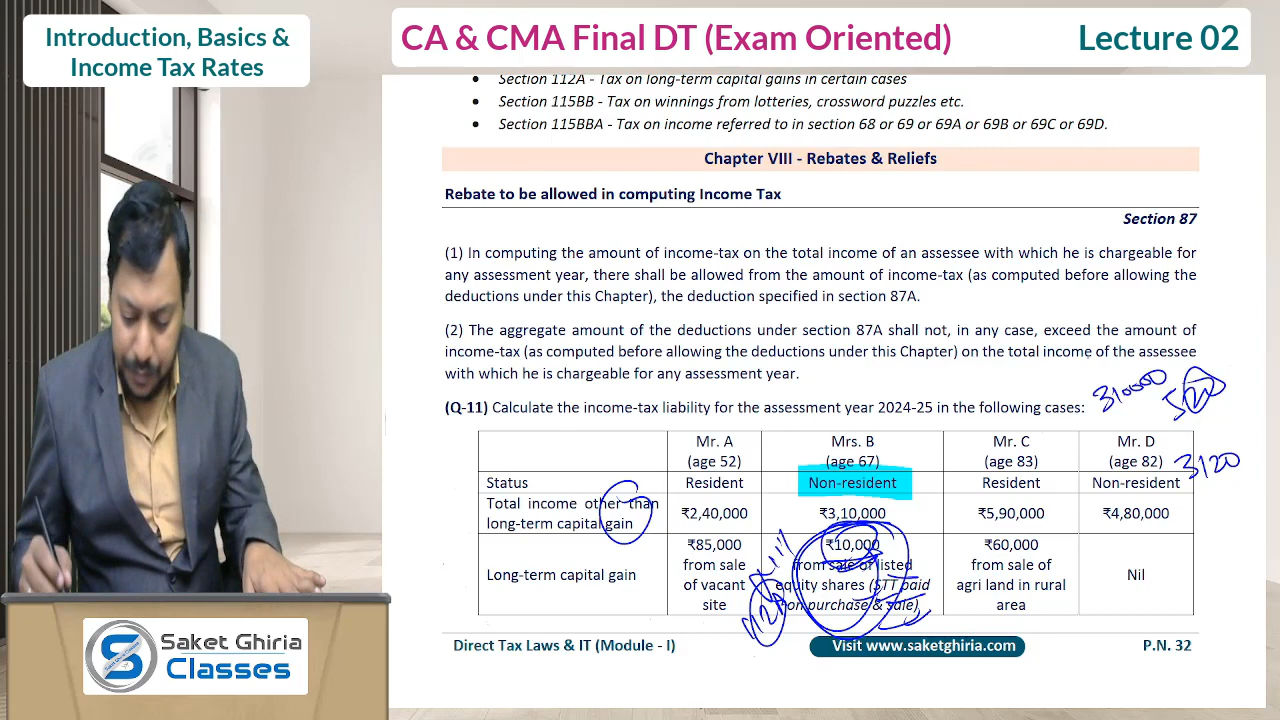 Introduction, Basics &
Income Tax Rates
CA & CMA Final DT (Exam Oriented)
Lecture 02
• Section 112A - Tax on long-term capital gains in certain cases
• Section 115BB - Tax on winnings from lotteries, crossword puzzles etc.
• Section 115BBA - Tax on income referred to in section 68 or 69 or 69A or 69B or 69C or 69D.
Chapter VIII - Rebates & Reliefs
Rebate to be allowed in computing Income Tax
Section 87
(1) In computing the amount of income-tax on the total income of an assessee with which he is chargeable for
any assessment year, there shall be allowed from the amount of income-tax (as computed before allowing the
deductions under this Chapter), the deduction specified in section 87A.
(2) The aggregate amount of the deductions under section 87A shall not, in any case, exceed the amount of
income-tax (as computed before allowing the deductions under this Chapter) on the total income of the assessee
with which he is chargeable for any assessment year.
310000
(Q-11) Calculate the income-tax liability for the assessment year 2024-25 in the following cases:
Mr. A Mrs. B Mr. C Mr. D
(age 52) (age 67) (age 83) (age 82)
3120
Status Resident Non-resident Resident Non-resident
Total income other than
long-term capital gain ₹2,40,000 ₹3,10,000 ₹5,90,000 ₹4,80,000
Long-term capital gain
₹85,000
from sale
of vacant
site
₹10,000
from sale of listed
equity shares (STT paid
on purchase & sale)
₹60,000
from sale of
agri land in rural
area
Nil
112A
Direct Tax Laws & IT (Module - I)
Visit www.saketghiria.com
P.N. 32
S
Saket Ghiria
Classes